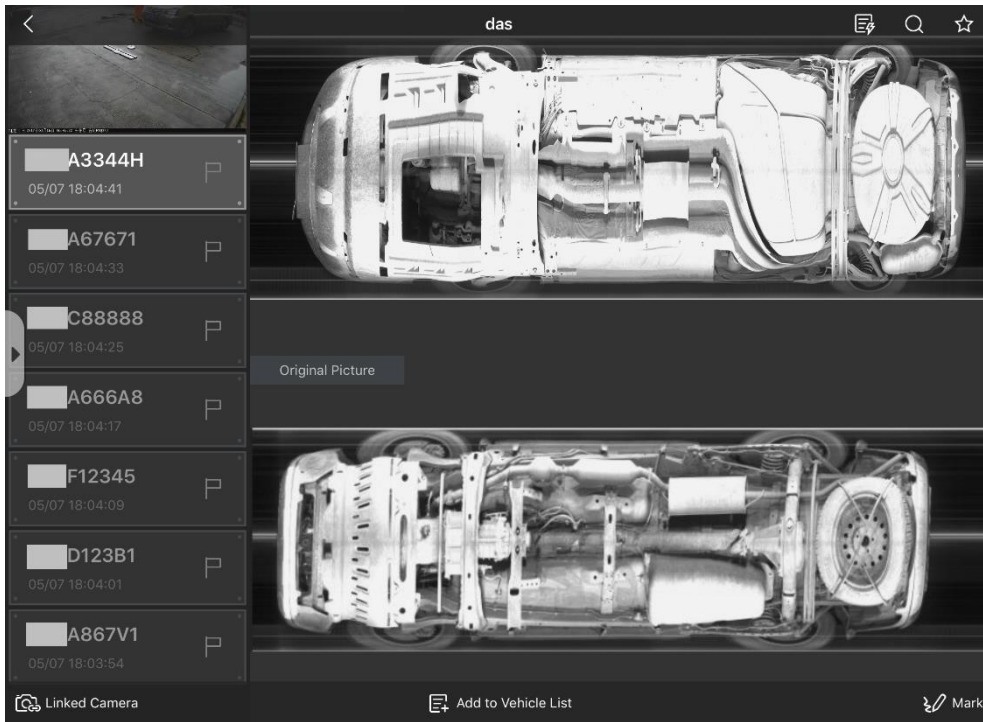 das
A3344H
05/07 18:04:41
A67671
05/07 18:04:33
C88888
05/07 18:04:25
A666A8
05/07 18:04:17
F12345
05/07 18:04:09
D123B1
05/07 18:04:01
A867V1
05/07 18:03:54
Original Picture
Linked Camera
Add to Vehicle List
Mark